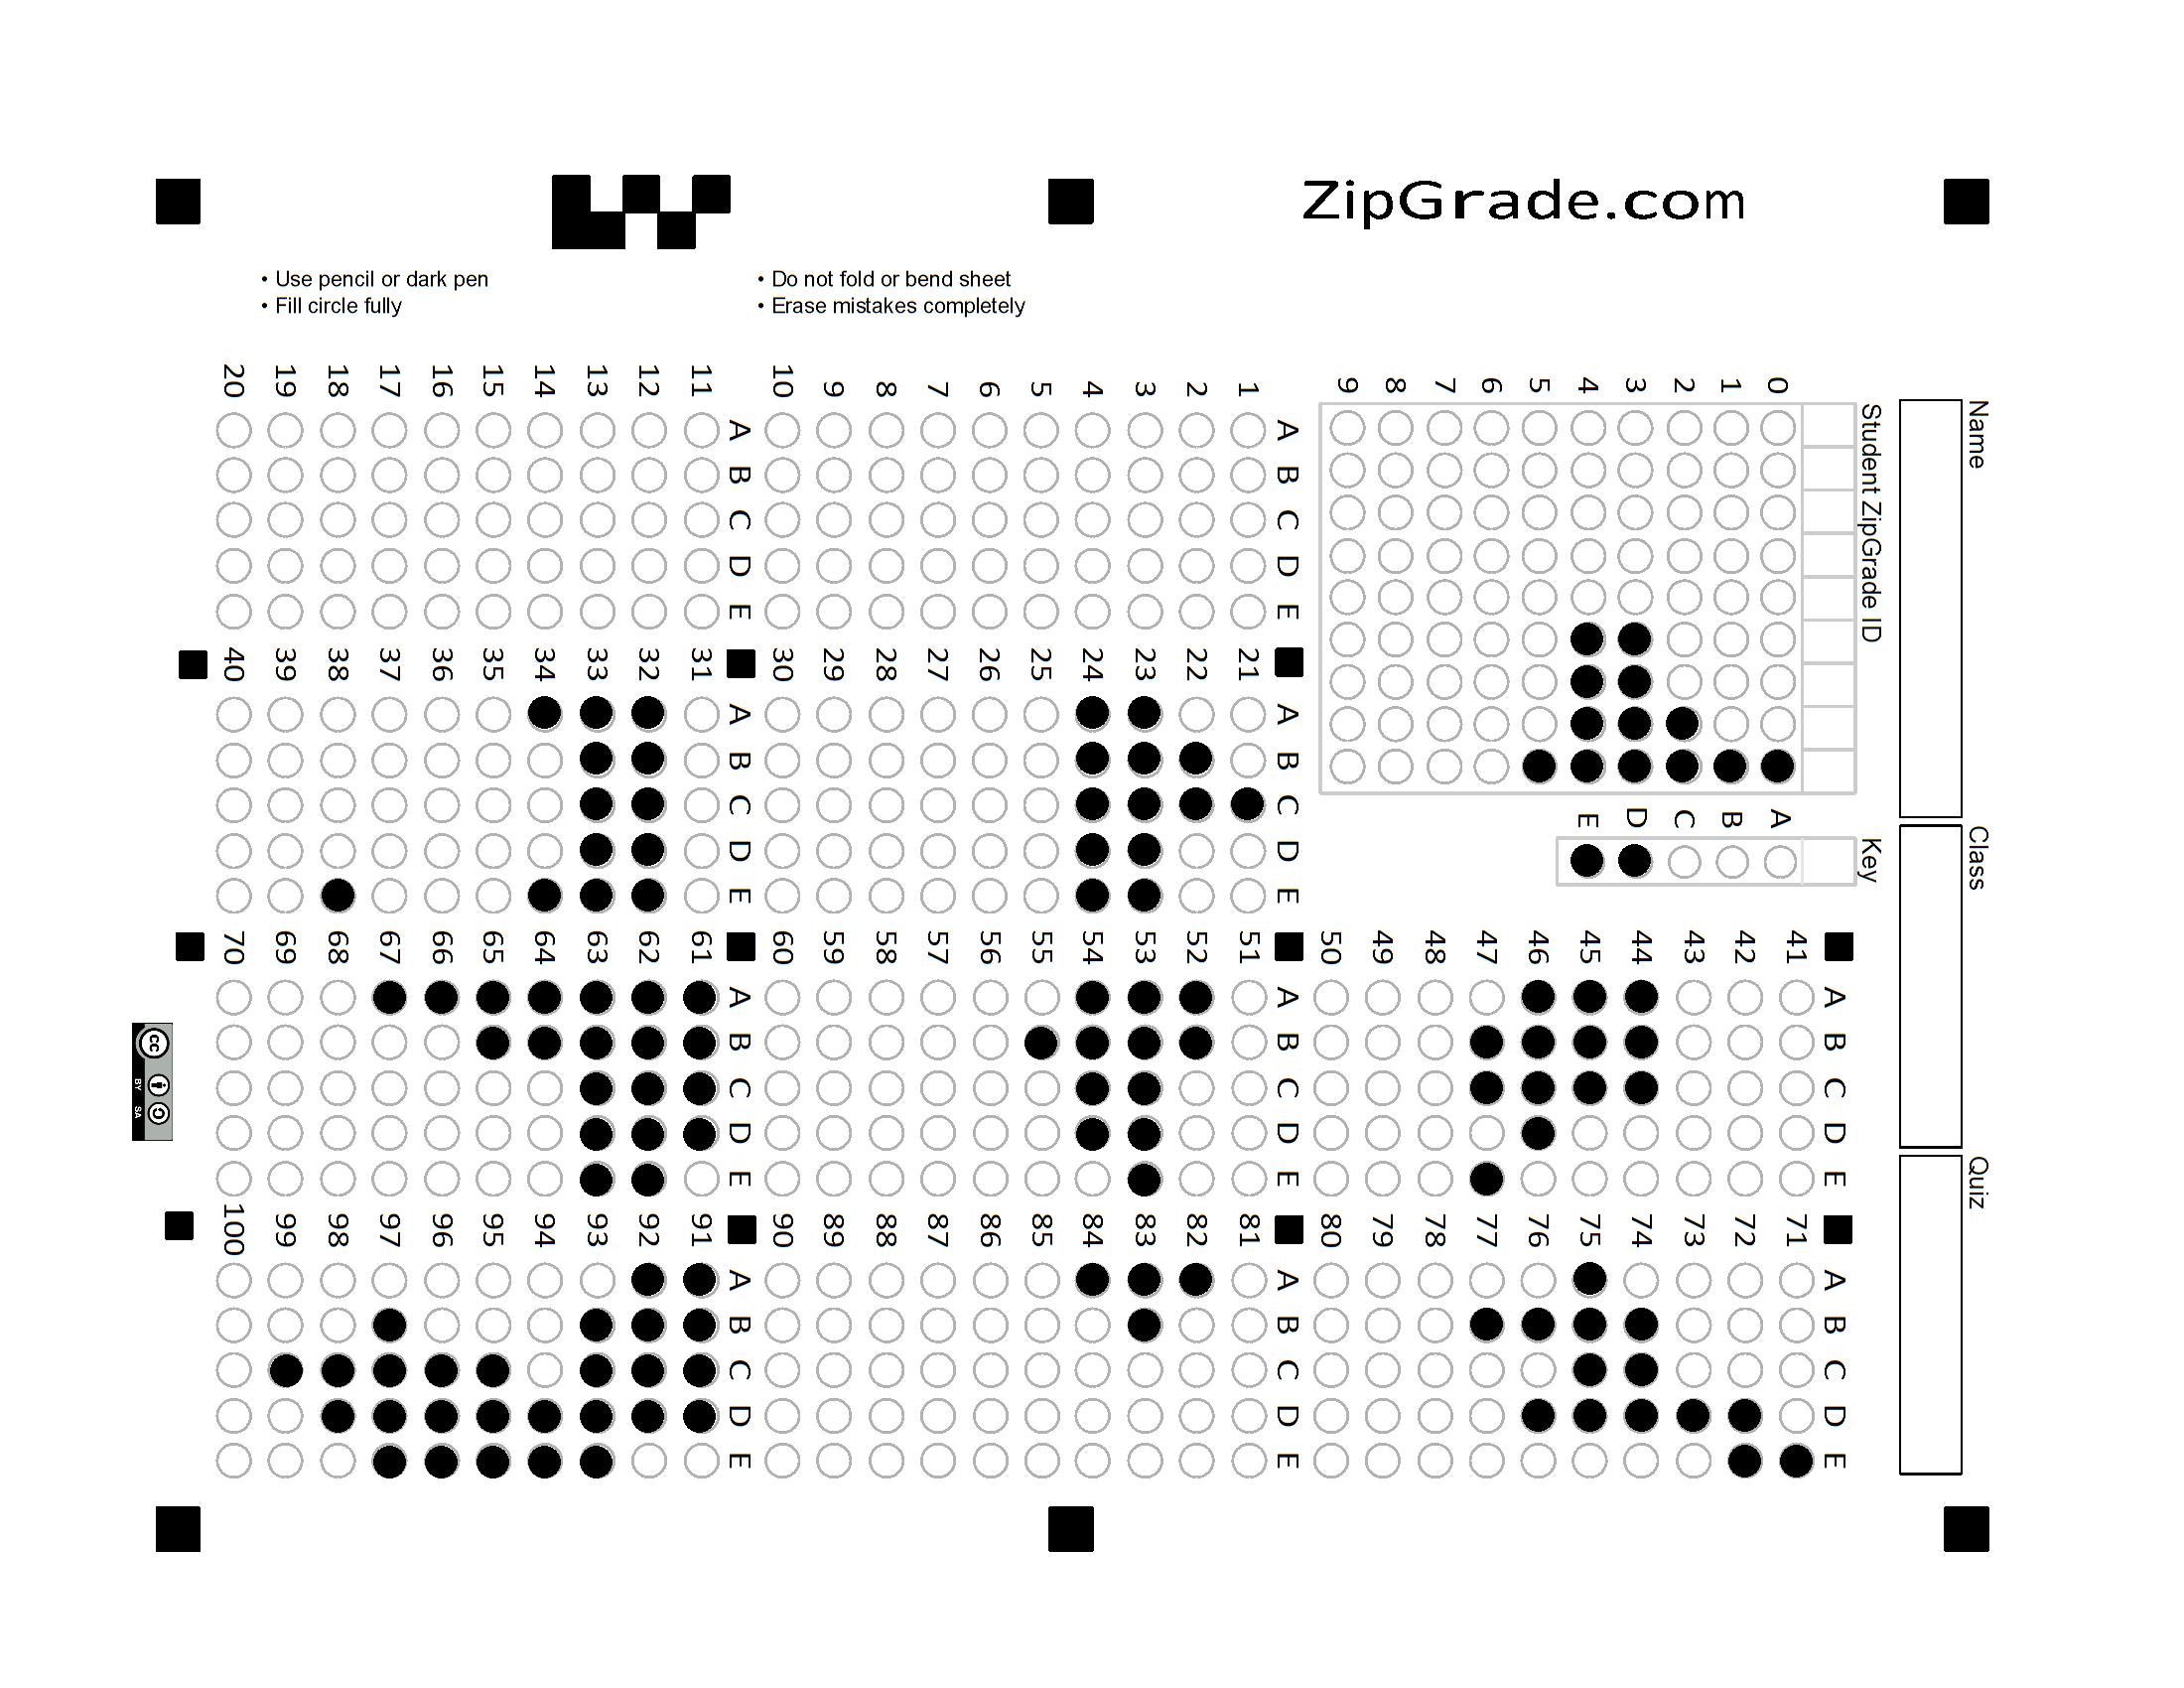 ZipGrade.com
• Use pencil or dark pen
• Fill circle fully
• Do not fold or bend sheet
• Erase mistakes completely
Name
Class
Quiz
Student ZipGrade ID
0 1 2 3 4 5 6 7 8 9
Key
A B C D E
A B C D E
1 2 3 4 5 6 7 8 9 10
A B C D E
11 12 13 14 15 16 17 18 19 20
A B C D E
21 22 23 24 25 26 27 28 29 30
A B C D E
31 32 33 34 35 36 37 38 39 40
A B C D E
41 42 43 44 45 46 47 48 49 50
A B C D E
51 52 53 54 55 56 57 58 59 60
A B C D E
61 62 63 64 65 66 67 68 69 70
A B C D E
71 72 73 74 75 76 77 78 79 80
A B C D E
81 82 83 84 85 86 87 88 89 90
A B C D E
91 92 93 94 95 96 97 98 99 100
cc BY SA